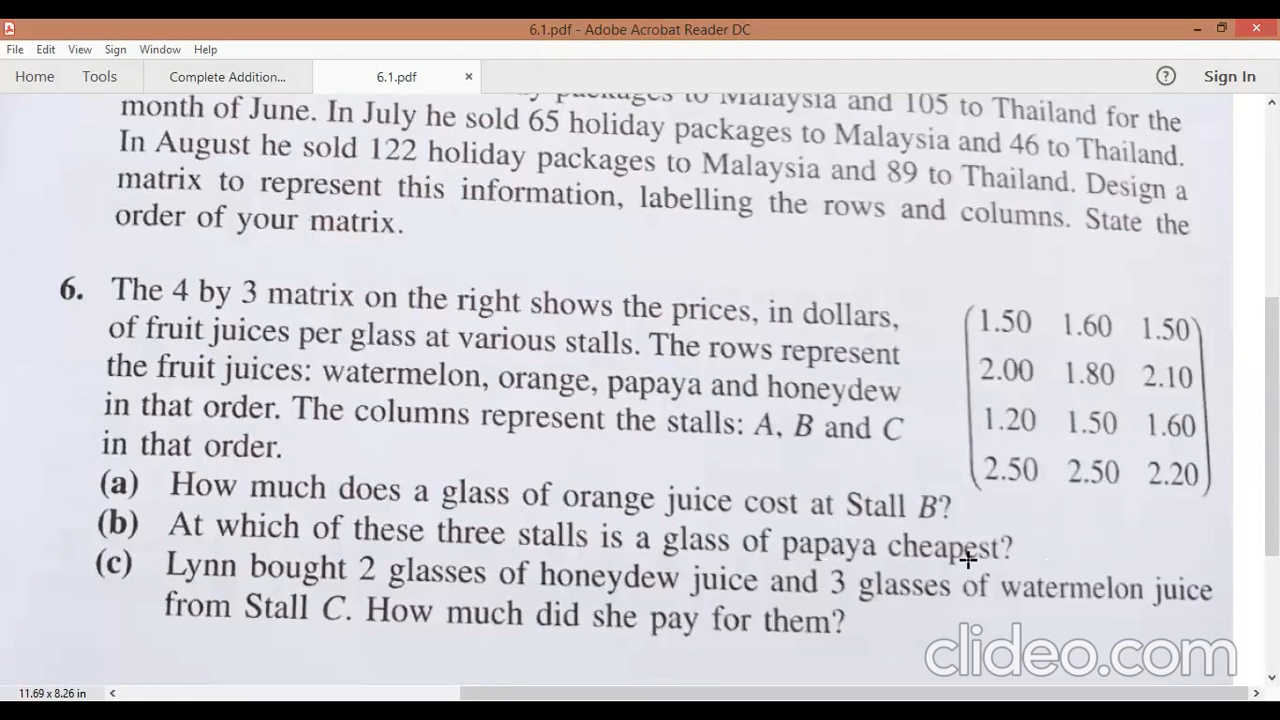 6.1.pdf - Adobe Acrobat Reader DC
File Edit View Sign Window Help
Home Tools Complete Addition... 6.1.pdf × ? Sign In
packages to Malaysia and 105 to Thailand for the
month of June. In July he sold 65 holiday packages to Malaysia and 46 to Thailand.
In August he sold 122 holiday packages to Malaysia and 89 to Thailand. Design a
matrix to represent this information, labelling the rows and columns. State the
order of your matrix.
6. The 4 by 3 matrix on the right shows the prices, in dollars,
of fruit juices per glass at various stalls. The rows represent
the fruit juices: watermelon, orange, papaya and honeydew
in that order. The columns represent the stalls: A, B and C
in that order.
1.50 1.60 1.50
2.00 1.80 2.10
1.20 1.50 1.60
2.50 2.50 2.20
(a) How much does a glass of orange juice cost at Stall B?
(b) At which of these three stalls is a glass of papaya cheapest?
(c) Lynn bought 2 glasses of honeydew juice and 3 glasses of watermelon juice
from Stall C. How much did she pay for them?
clideo.com
11.69 x 8.26 in